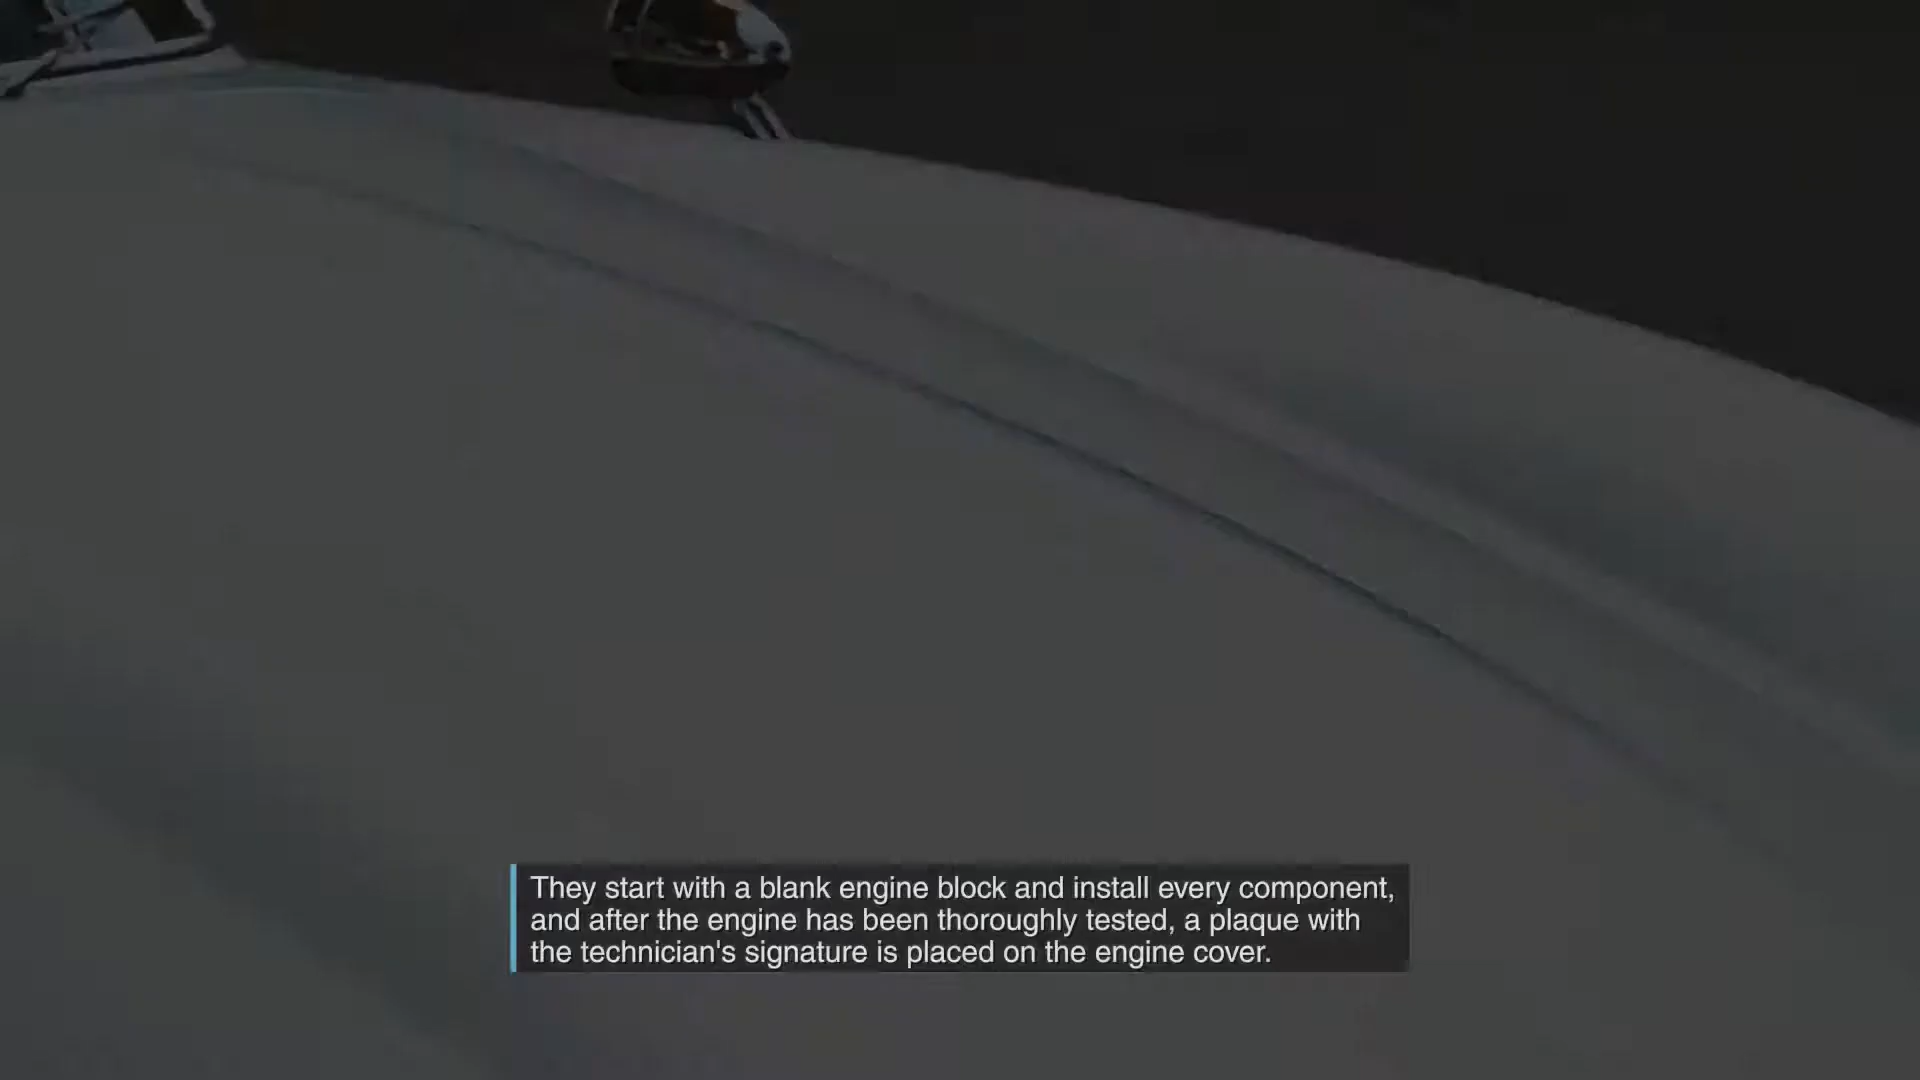 They start with a blank engine block and install every component,
and after the engine has been thoroughly tested, a plaque with
the technician's signature is placed on the engine cover.